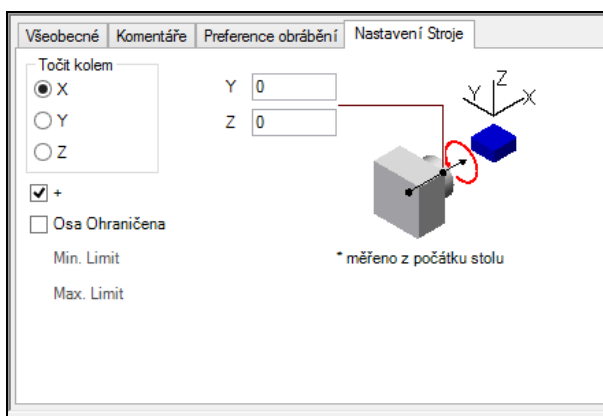 Všeobecné Komentáře Preference obrábění Nastavení Stroje
Točit kolem
X
Y
Z
Y 0
Z 0
+
Osa Ohraničena
Min. Limit
Max. Limit
Y Z X
* měřeno z počátku stolu